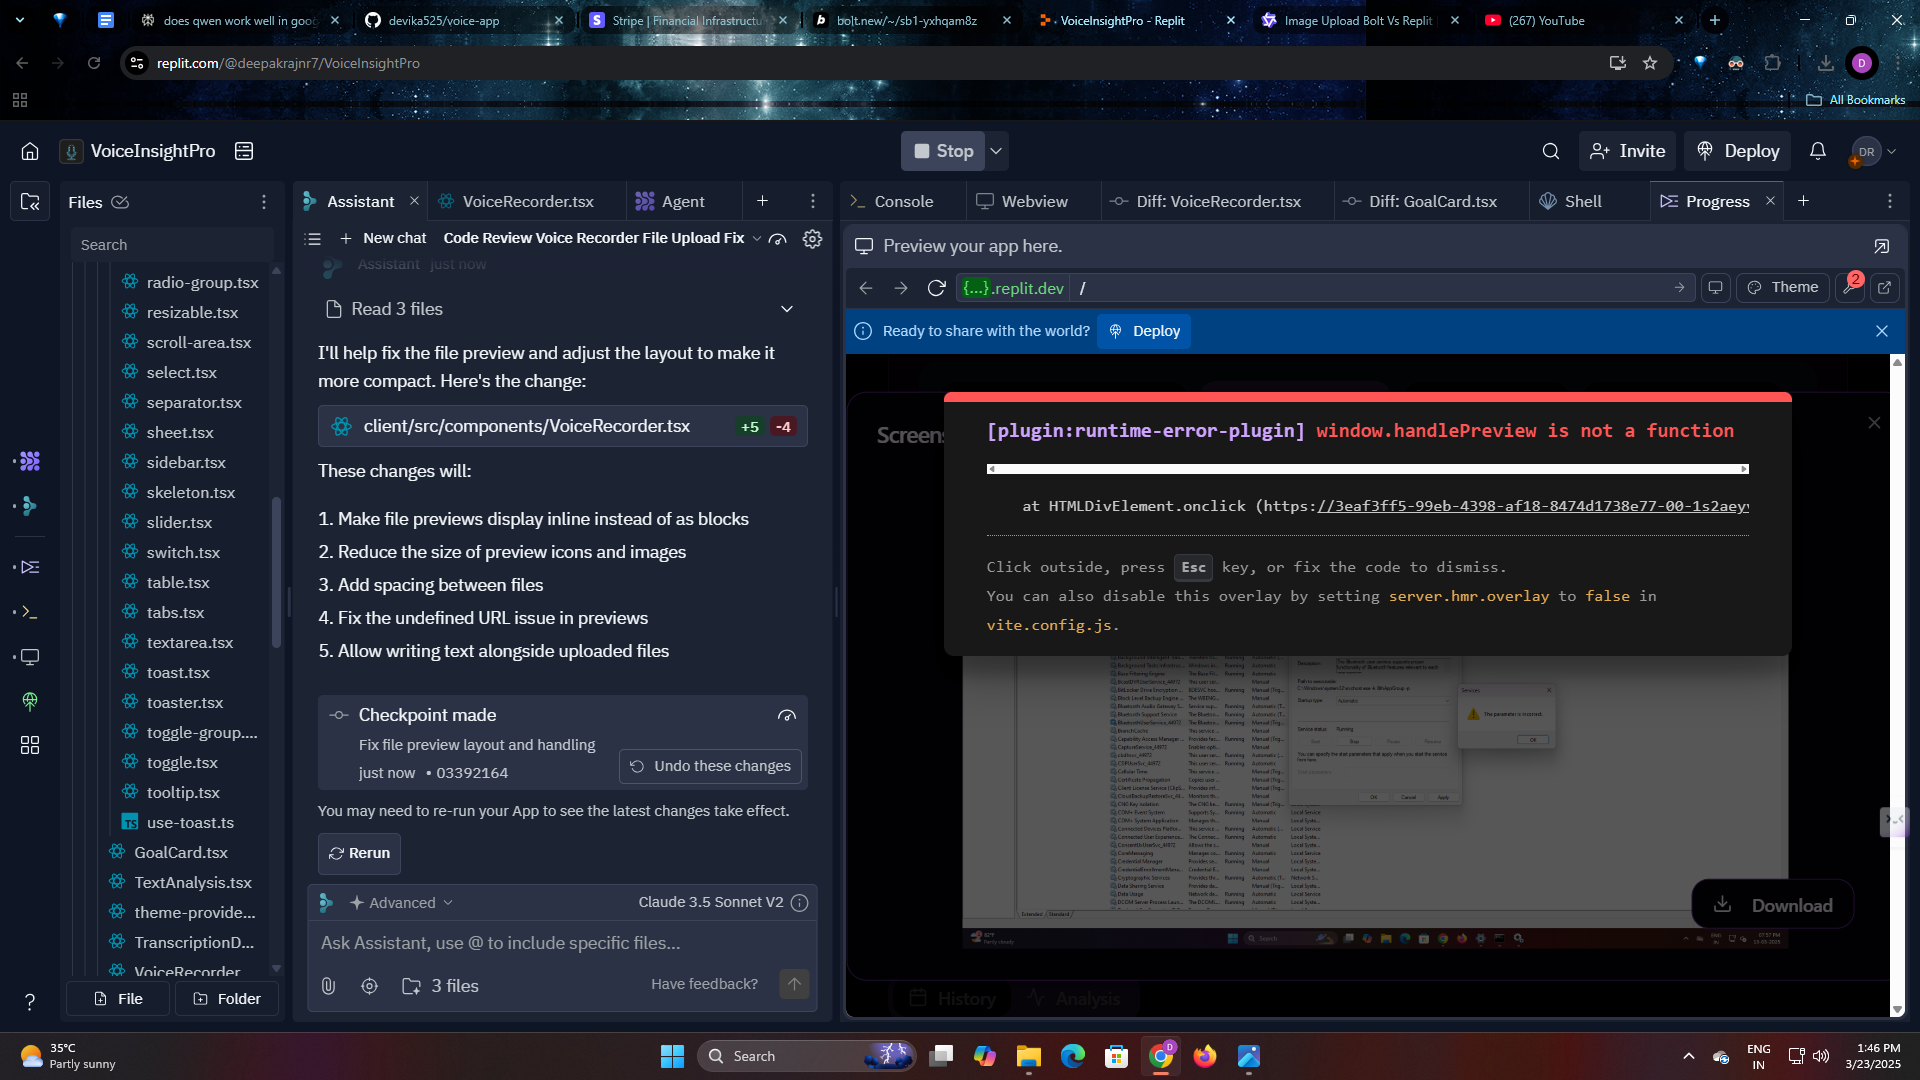 does qwen work well in goog
devika525/voice-app
Stripe | Financial Infrastructu
bolt.new/~/sb1-yxhqam8z
VoiceInsightPro - Replit
Image Upload Bolt Vs Replit
(267) YouTube
replit.com/@deepakrajnr7/VoiceInsightPro
D
All Bookmarks
VoiceInsightPro
Stop
Invite
Deploy
DR
Files
Search
radio-group.tsx
resizable.tsx
scroll-area.tsx
select.tsx
separator.tsx
sheet.tsx
sidebar.tsx
skeleton.tsx
slider.tsx
switch.tsx
table.tsx
tabs.tsx
textarea.tsx
toast.tsx
toaster.tsx
toggle-group....
toggle.tsx
tooltip.tsx
use-toast.ts
GoalCard.tsx
TextAnalysis.tsx
theme-provide...
TranscriptionD...
VoiceRecorder
File
Folder
Assistant
VoiceRecorder.tsx
Agent
New chat
Code Review Voice Recorder File Upload Fix
Assistant just now
Read 3 files
I'll help fix the file preview and adjust the layout to make it
more compact. Here's the change:
client/src/components/VoiceRecorder.tsx +5 -4
These changes will:
1. Make file previews display inline instead of as blocks
2. Reduce the size of preview icons and images
3. Add spacing between files
4. Fix the undefined URL issue in previews
5. Allow writing text alongside uploaded files
Checkpoint made
Fix file preview layout and handling
just now • 03392164
Undo these changes
You may need to re-run your App to see the latest changes take effect.
Rerun
Advanced
Claude 3.5 Sonnet V2
Ask Assistant, use @ to include specific files...
3 files
Have feedback?
Console
Webview
Diff: VoiceRecorder.tsx
Diff: GoalCard.tsx
Shell
Progress
Preview your app here.
{...}.replit.dev /
Theme
2
Ready to share with the world?
Deploy
Screens
[plugin:runtime-error-plugin] window.handlePreview is not a function
at HTMLDivElement.onclick (https://3eaf3ff5-99eb-4398-af18-8474d1738e77-00-1s2aeyv
Click outside, press Esc key, or fix the code to dismiss.
You can also disable this overlay by setting server.hmr.overlay to false in
vite.config.js.
The parameter is incorrect.
OK
OK Cancel Apply
Download
History
Analysis
35°C
Partly sunny
Search
ENG
IN
1:46 PM
3/23/2025